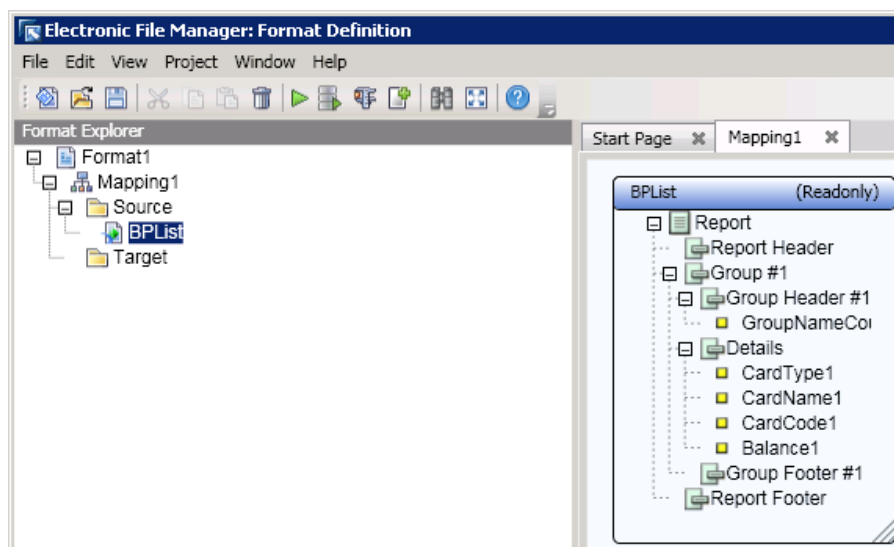 Electronic File Manager: Format Definition
File Edit View Project Window Help
Format Explorer
Format1
Mapping1
Source
BPList
Target
Start Page Mapping1
BPList (Readonly)
Report
Report Header
Group #1
Group Header #1
GroupNameCou
Details
CardType1
CardName1
CardCode1
Balance1
Group Footer #1
Report Footer